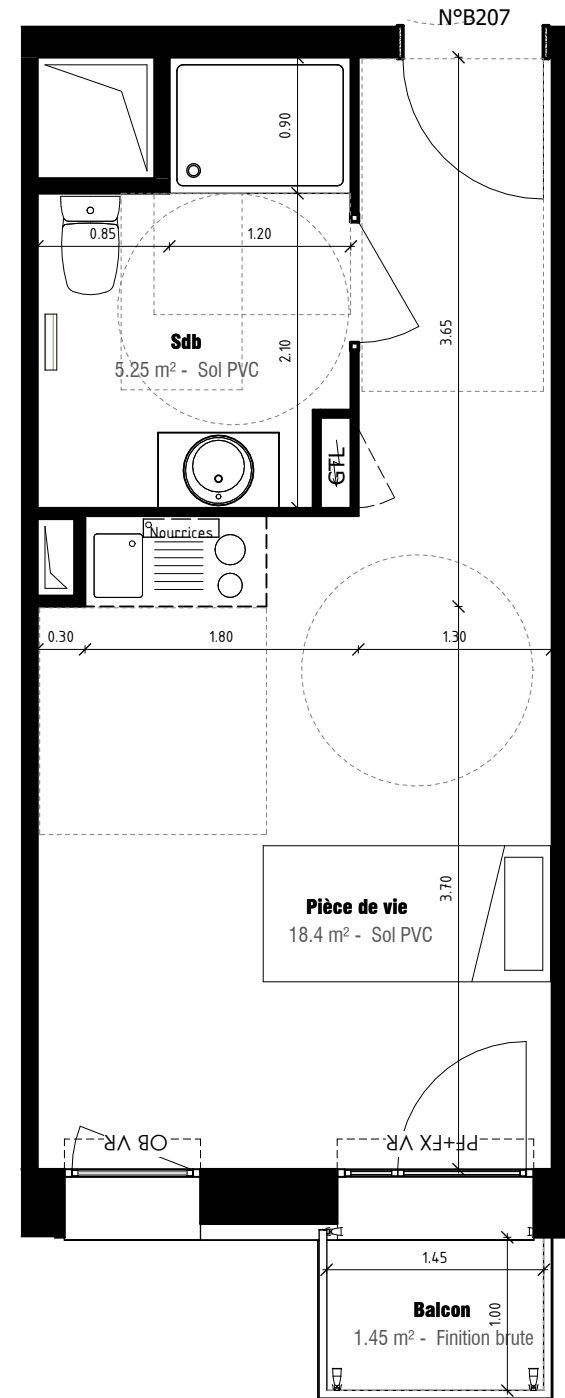 N°B207
0.90
0.85
1.20
3.65
Sdb
2.10
5.25 m² - Sol PVC
GTL
Nourrices
0.30
1.80
1.30
3.70
Pièce de vie
18.4 m² - Sol PVC
OB VR
PF+FX VR
1.45
Balcon
1.00
1.45 m² - Finition brute